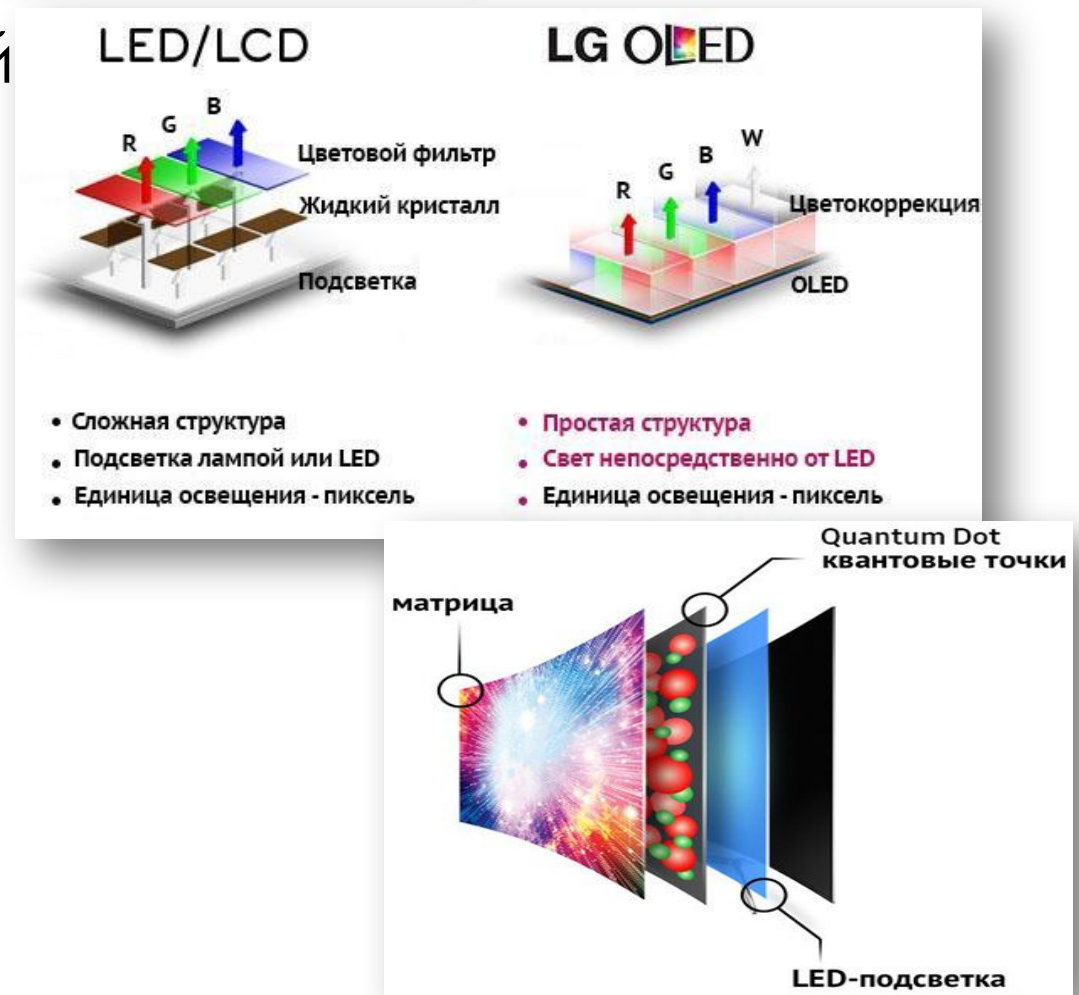 й
LED/LCD
R
G
B
Цветовой фильтр
Жидкий кристалл
Подсветка
• Сложная структура
• Подсветка лампой или LED
• Единица освещения - пиксель
LG OLED
R
G
B
W
Цветокоррекция
OLED
• Простая структура
• Свет непосредственно от LED
• Единица освещения - пиксель
Quantum Dot
квантовые точки
матрица
LED-подсветка